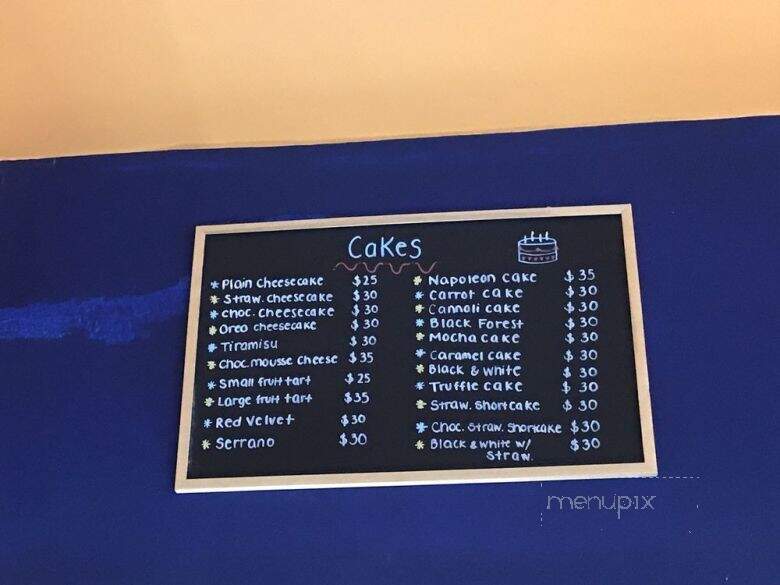 Cakes
* Plain Cheesecake $25
* Straw. cheesecake $30
* choc. cheesecake $30
* Oreo cheesecake $30
* Tiramisu $30
* Choc. mousse Cheese $35
* Small fruit tart $25
* Large fruit tart $35
* Red Velvet $30
* Serrano $30
* Napoleon cake $35
* Carrot cake $30
* Cannoli cake $30
* Black Forest $30
* Mocha cake $30
* Caramel cake $30
* Black & white $30
* Truffle cake $30
* Straw. Shortcake $30
* Choc. Straw. Shortcake $30
* Black & white w/ $30
Straw.
menupix